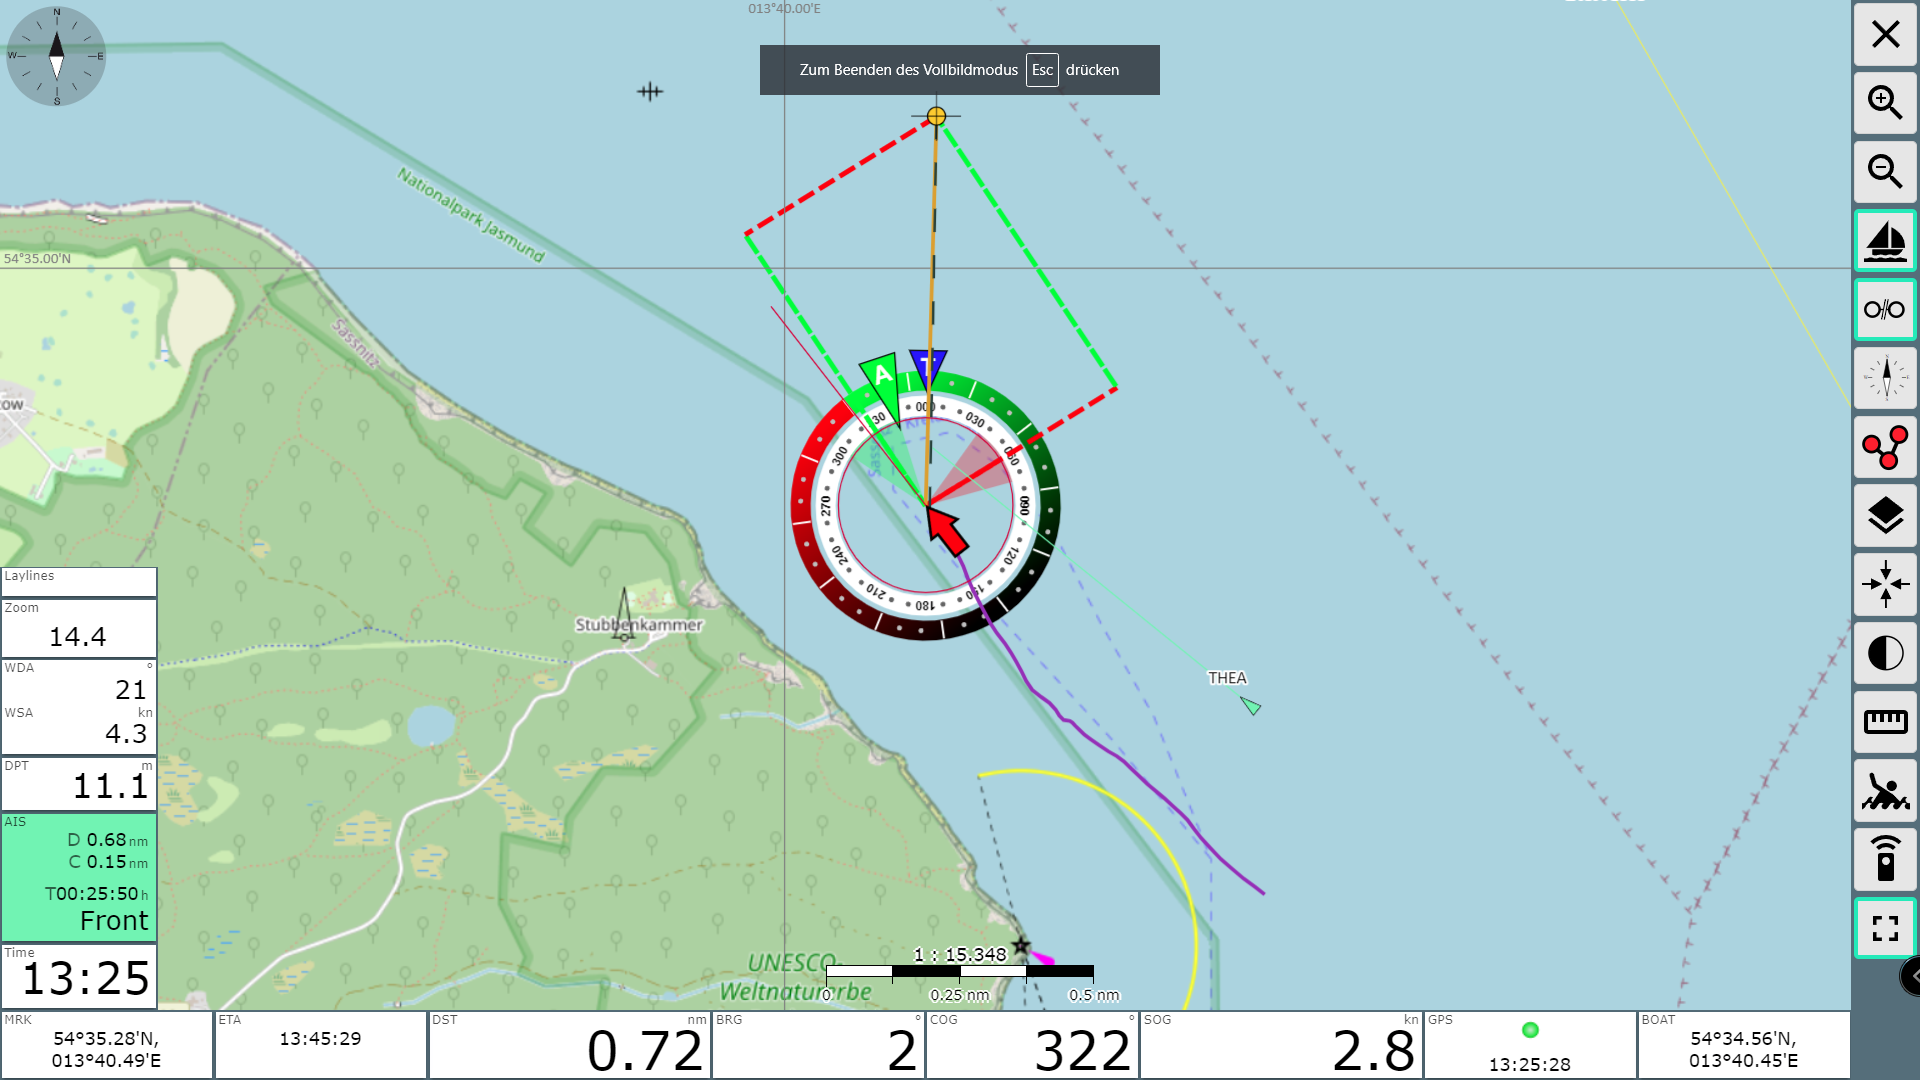 013°40.00'E
N
W
E
S
Zum Beenden des Vollbildmodus Esc drücken
Nationalpark Jasmund
54°35.00'N
Sassnitz
ow
A
T
000
030
060
090
120
180
210
240
270
300
30
Stubbenkammer
THEA
Laylines
Zoom
14.4
WDA °
21
WSA kn
4.3
DPT m
11.1
AIS
D 0.68 nm
C 0.15 nm
T00:25:50 h
Front
Time
13:25
1 : 15.348
UNESCO-
Weltnaturerbe
0 0.25 nm 0.5 nm
MRK
54°35.28'N,
013°40.49'E
ETA
13:45:29
DST nm
0.72
BRG °
2
COG °
322
SOG kn
2.8
GPS
13:25:28
BOAT
54°34.56'N,
013°40.45'E